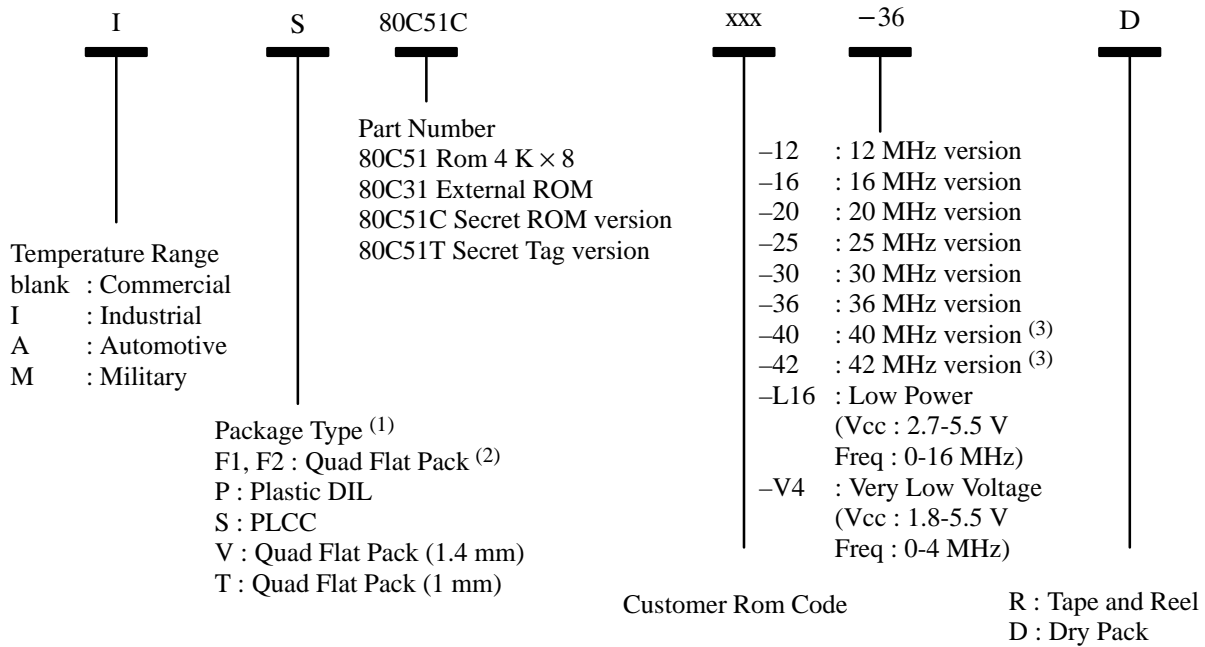 I S 80C51C xxx −36 D
Part Number
80C51 Rom 4 K × 8
80C31 External ROM
80C51C Secret ROM version
80C51T Secret Tag version
Temperature Range
blank : Commercial
I : Industrial
A : Automotive
M : Military
Package Type (1)
F1, F2 : Quad Flat Pack (2)
P : Plastic DIL
S : PLCC
V : Quad Flat Pack (1.4 mm)
T : Quad Flat Pack (1 mm)
–12 : 12 MHz version
–16 : 16 MHz version
–20 : 20 MHz version
–25 : 25 MHz version
–30 : 30 MHz version
–36 : 36 MHz version
–40 : 40 MHz version (3)
–42 : 42 MHz version (3)
–L16 : Low Power
(Vcc : 2.7-5.5 V
Freq : 0-16 MHz)
–V4 : Very Low Voltage
(Vcc : 1.8-5.5 V
Freq : 0-4 MHz)
Customer Rom Code
R : Tape and Reel
D : Dry Pack